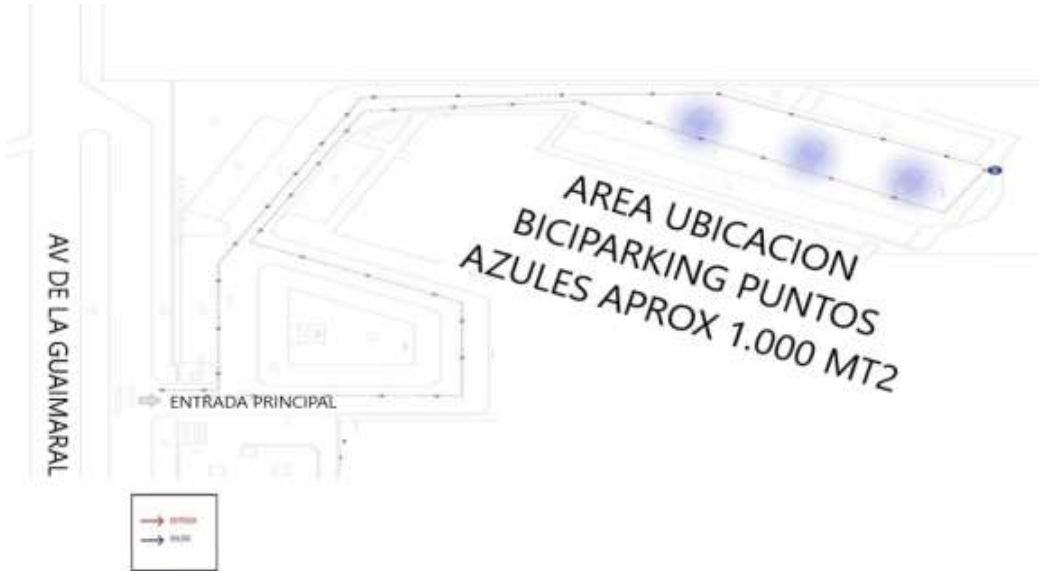 AREA UBICACION
BICIPARKING PUNTOS
AZULES APROX 1.000 MT2
AV DE LA GUAIMARAL
ENTRADA PRINCIPAL